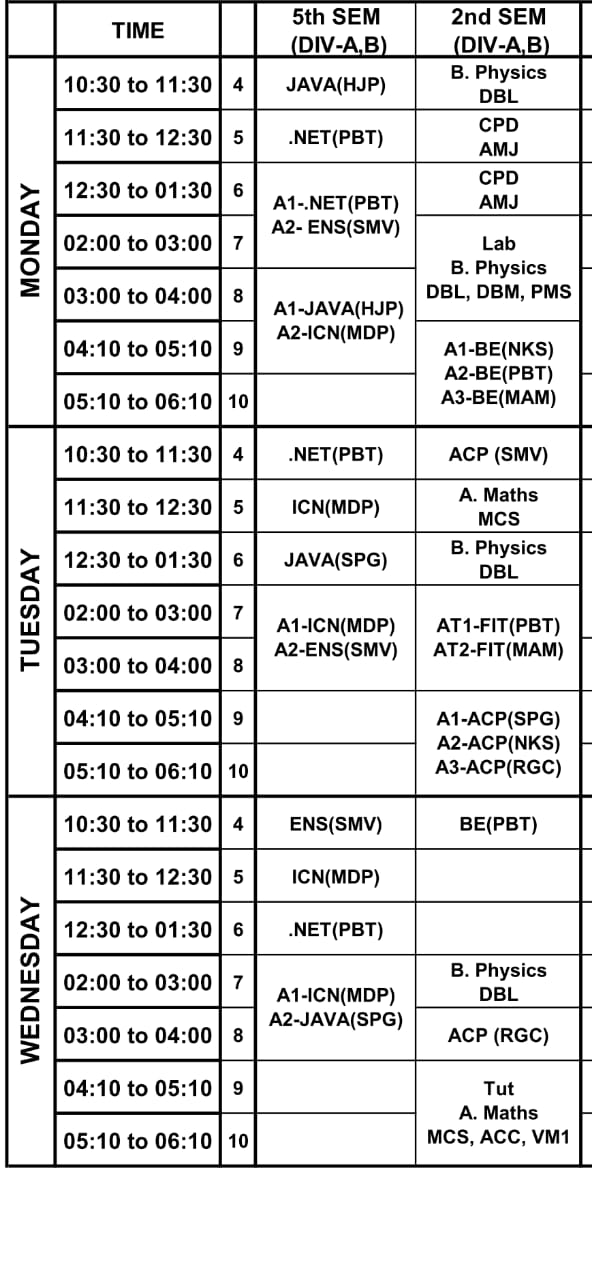 TIME
5th SEM
(DIV-A,B)
2nd SEM
(DIV-A,B)
MONDAY
10:30 to 11:30 4 JAVA(HJP)
B. Physics
DBL
11:30 to 12:30 5 .NET(PBT)
CPD
AMJ
12:30 to 01:30 6
A1-.NET(PBT)
A2- ENS(SMV)
CPD
AMJ
02:00 to 03:00 7
Lab
B. Physics
DBL, DBM, PMS
03:00 to 04:00 8
A1-JAVA(HJP)
A2-ICN(MDP)
04:10 to 05:10 9
A1-BE(NKS)
A2-BE(PBT)
A3-BE(MAM)
05:10 to 06:10 10
TUESDAY
10:30 to 11:30 4 .NET(PBT) ACP (SMV)
11:30 to 12:30 5 ICN(MDP)
A. Maths
MCS
12:30 to 01:30 6 JAVA(SPG)
B. Physics
DBL
02:00 to 03:00 7
A1-ICN(MDP)
A2-ENS(SMV)
AT1-FIT(PBT)
AT2-FIT(MAM)
03:00 to 04:00 8
04:10 to 05:10 9
A1-ACP(SPG)
A2-ACP(NKS)
A3-ACP(RGC)
05:10 to 06:10 10
WEDNESDAY
10:30 to 11:30 4 ENS(SMV) BE(PBT)
11:30 to 12:30 5 ICN(MDP)
12:30 to 01:30 6 .NET(PBT)
02:00 to 03:00 7
A1-ICN(MDP)
A2-JAVA(SPG)
B. Physics
DBL
03:00 to 04:00 8 ACP (RGC)
04:10 to 05:10 9
Tut
A. Maths
MCS, ACC, VM1
05:10 to 06:10 10